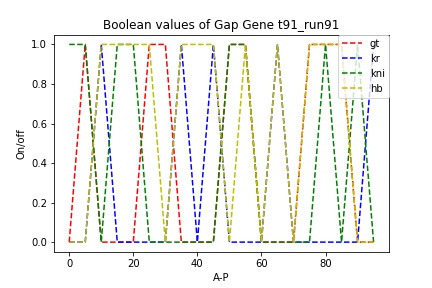 Boolean values of Gap Gene t91_run91
1.0
0.8
0.6
0.4
0.2
0.0
On/off
0 20 40 60 80
A-P
gt
kr
kni
hb